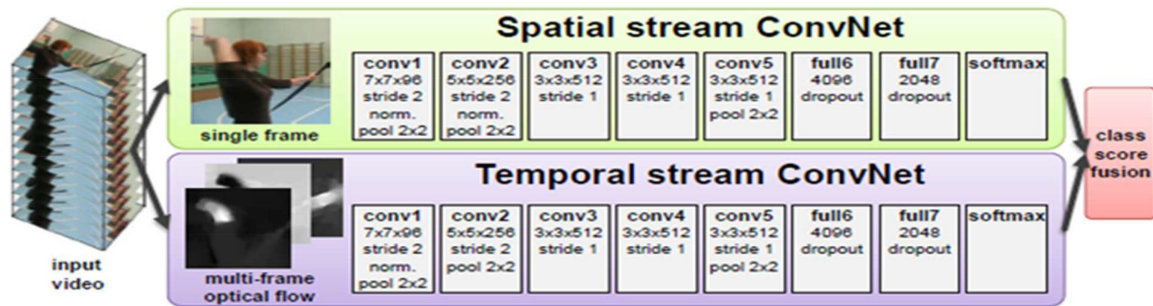 input
video
Spatial stream ConvNet
single frame
conv1
7x7x96
stride 2
norm.
pool 2x2
conv2
5x5x256
stride 2
norm.
pool 2x2
conv3
3x3x512
stride 1
conv4
3x3x512
stride 1
conv5
3x3x512
stride 1
pool 2x2
full6
4096
dropout
full7
2048
dropout
softmax
Temporal stream ConvNet
multi-frame
optical flow
conv1
7x7x96
stride 2
norm.
pool 2x2
conv2
5x5x256
stride 2
pool 2x2
conv3
3x3x512
stride 1
conv4
3x3x512
stride 1
conv5
3x3x512
stride 1
pool 2x2
full6
4096
dropout
full7
2048
dropout
softmax
class
score
fusion